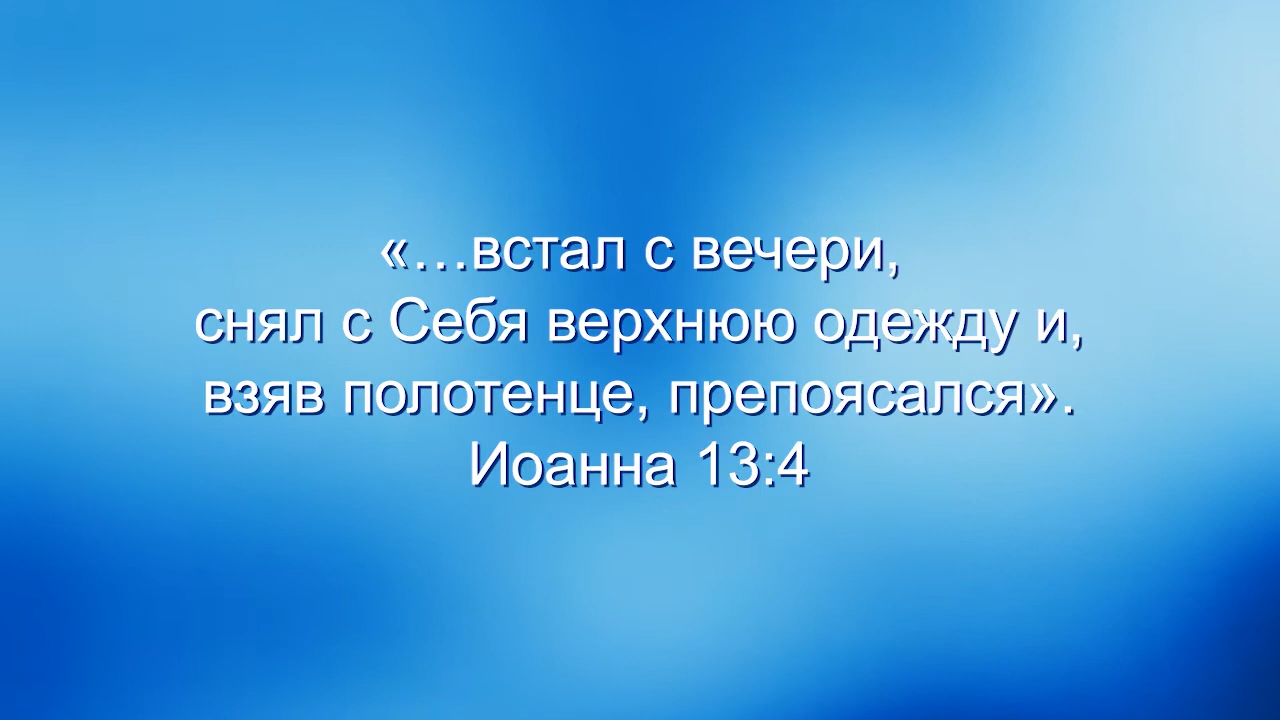 «…встал с вечери,
снял с Себя верхнюю одежду и,
взяв полотенце, препоясался».
Иоанна 13:4